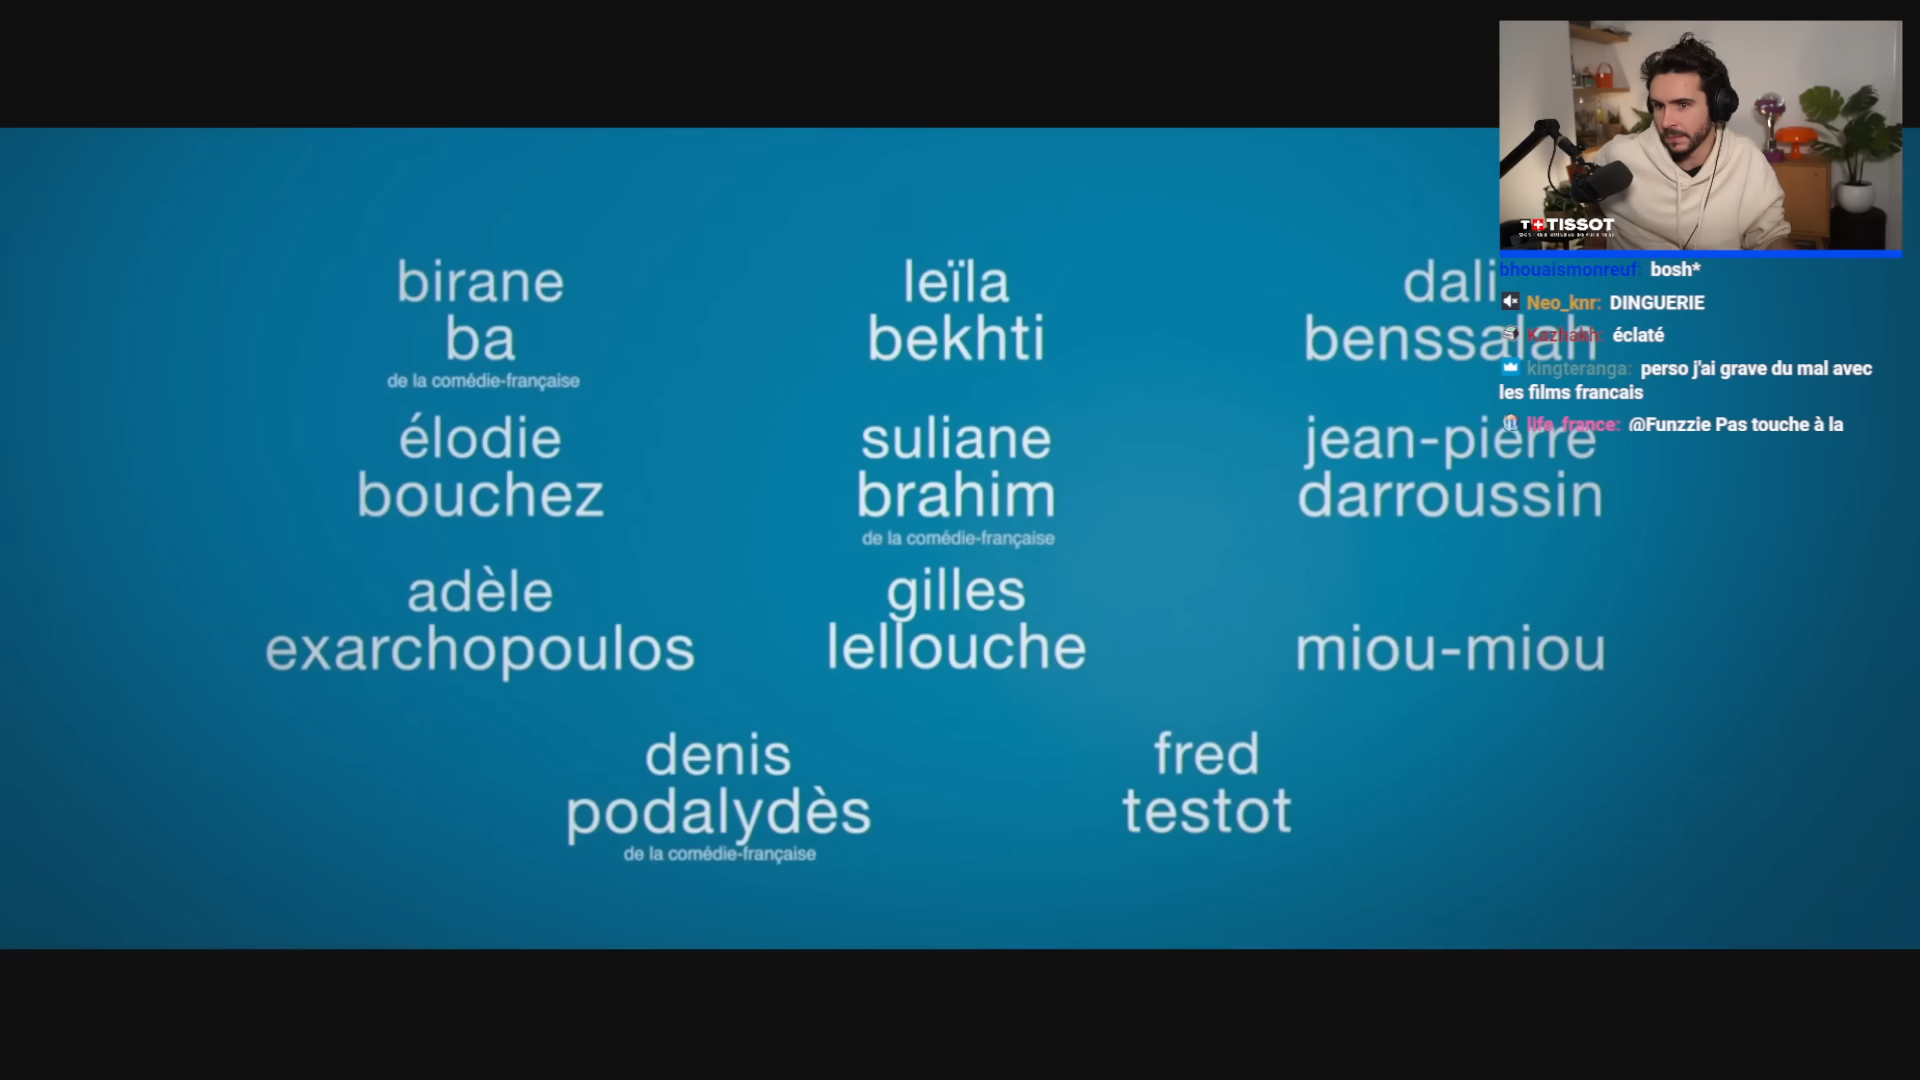 birane
ba
de la comédie-française
leïla
bekhti
dali
benssalah
élodie
bouchez
suliane
brahim
de la comédie-française
jean-pierre
darroussin
adèle
exarchopoulos
gilles
lellouche
miou-miou
denis
podalydès
de la comédie-française
fred
testot
T+TISSOT
bhouaismonreuf: bosh*
Neo_knr: DINGUERIE
Kazhakh: éclaté
kingteranga: perso j'ai grave du mal avec
les films francais
life_france: @Funzzie Pas touche à la